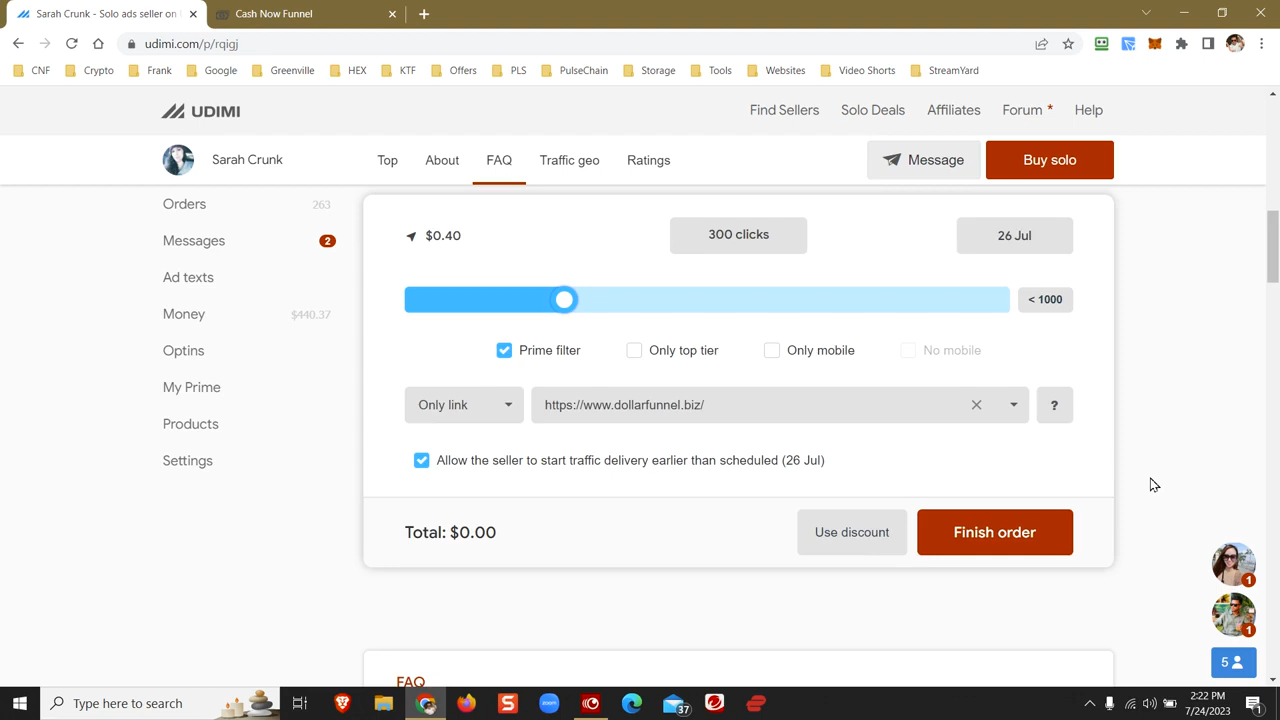 Sarah Crunk - Solo ads seller on
Cash Now Funnel
udimi.com/p/rqigj
CNF
Crypto
Frank
Google
Greenville
HEX
KTF
Offers
PLS
PulseChain
Storage
Tools
Websites
Video Shorts
StreamYard
UDIMI
Find Sellers
Solo Deals
Affiliates
Forum *
Help
Sarah Crunk
Top
About
FAQ
Traffic geo
Ratings
Message
Buy solo
Orders 263
Messages 2
Ad texts
Money $440.37
Optins
My Prime
Products
Settings
$0.40
300 clicks
26 Jul
< 1000
Prime filter
Only top tier
Only mobile
No mobile
Only link
https://www.dollarfunnel.biz/
?
Allow the seller to start traffic delivery earlier than scheduled (26 Jul)
Total: $0.00
Use discount
Finish order
1
1
5
FAQ
Type here to search
zoom
37
2:22 PM
7/24/2023
1